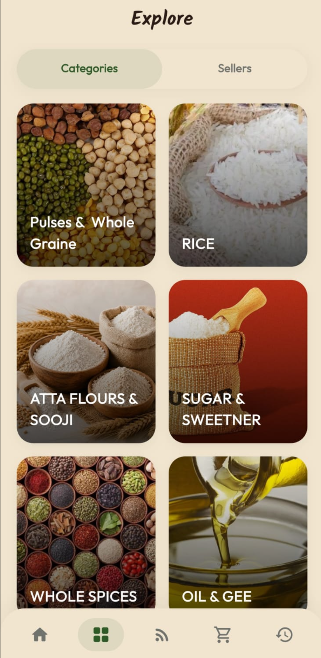 Explore
Categories
Sellers
Pulses & Whole
Graine
RICE
ATTA FLOURS &
SOOJI
SUGAR &
SWEETNER
WHOLE SPICES
OIL & GEE